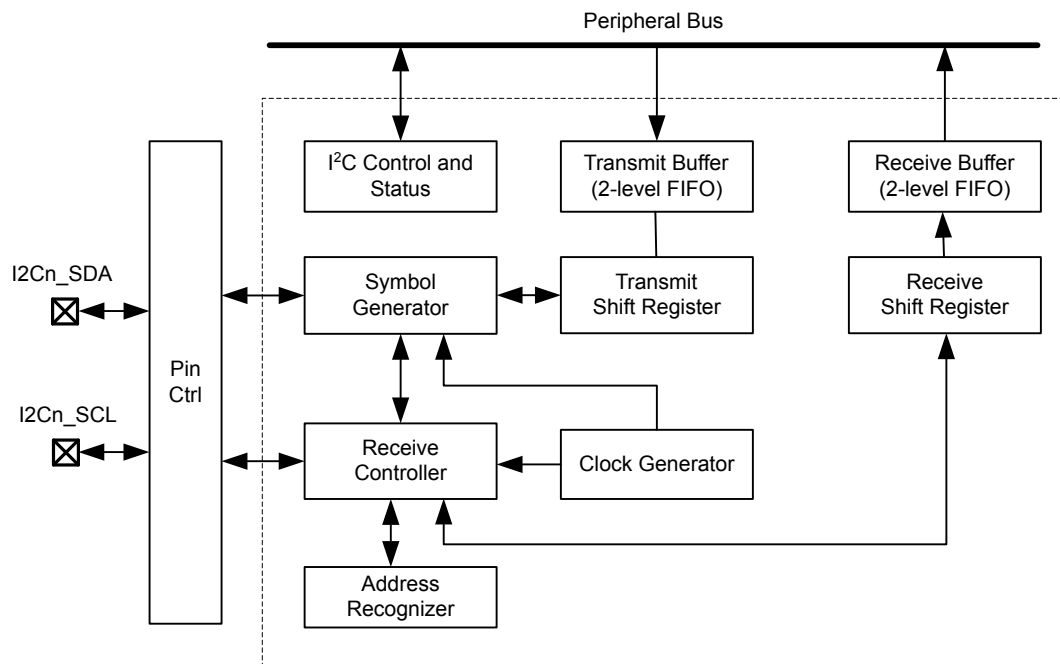 Peripheral Bus
I²C Control and
Status
Transmit Buffer
(2-level FIFO)
Receive Buffer
(2-level FIFO)
I2Cn_SDA
Symbol
Generator
Transmit
Shift Register
Receive
Shift Register
Pin
Ctrl
I2Cn_SCL
Receive
Controller
Clock Generator
Address
Recognizer